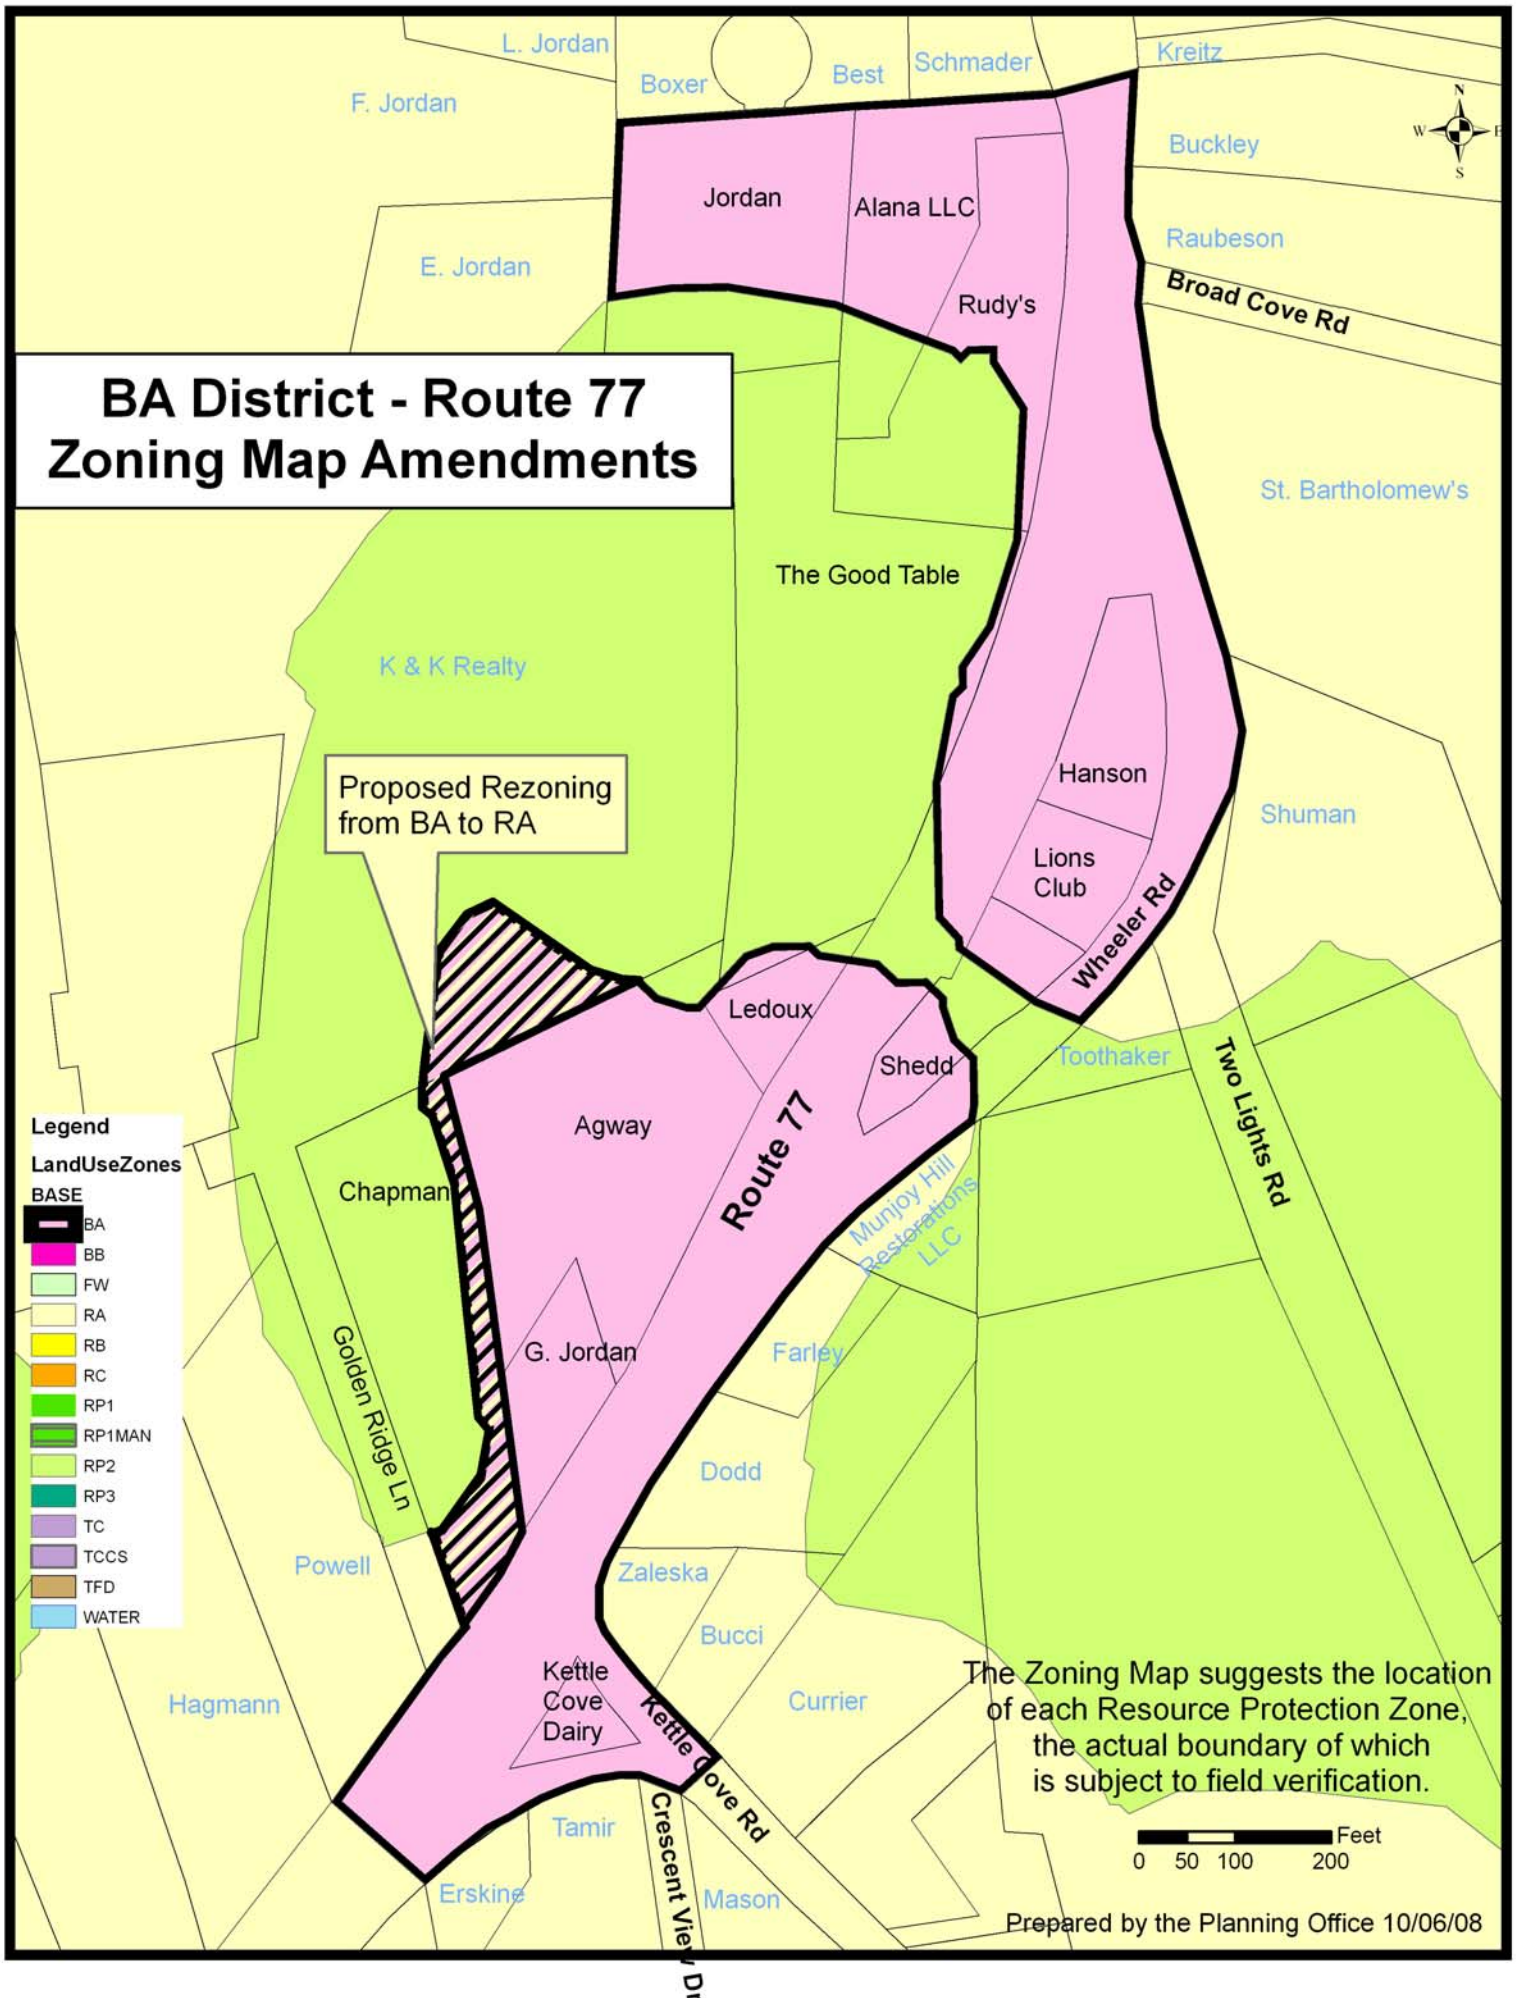 L. Jordan
Kreitz
Schmader
Best
Boxer
F. Jordan
N
W
E
S
Buckley
Jordan
Alana LLC
Raubeson
E. Jordan
Broad Cove Rd
Rudy's
BA District - Route 77
Zoning Map Amendments
St. Bartholomew's
The Good Table
K & K Realty
Hanson
Proposed Rezoning
from BA to RA
Shuman
Lions
Club
Wheeler Rd
Ledoux
Toothaker
Shedd
Two Lights Rd
Agway
Route 77
Chapman
Munjoy Hill
Restorations
LLC
Golden Ridge Ln
G. Jordan
Farley
Dodd
Powell
Zaleska
Bucci
Hagmann
Kettle
Cove
Dairy
Kettle Cove Rd
Currier
Tamir
Crescent View Dr
Erskine
Mason
Legend
LandUseZones
BASE
BA
BB
FW
RA
RB
RC
RP1
RP1MAN
RP2
RP3
TC
TCCS
TFD
WATER
The Zoning Map suggests the location
of each Resource Protection Zone,
the actual boundary of which
is subject to field verification.
Feet
0 50 100 200
Prepared by the Planning Office 10/06/08